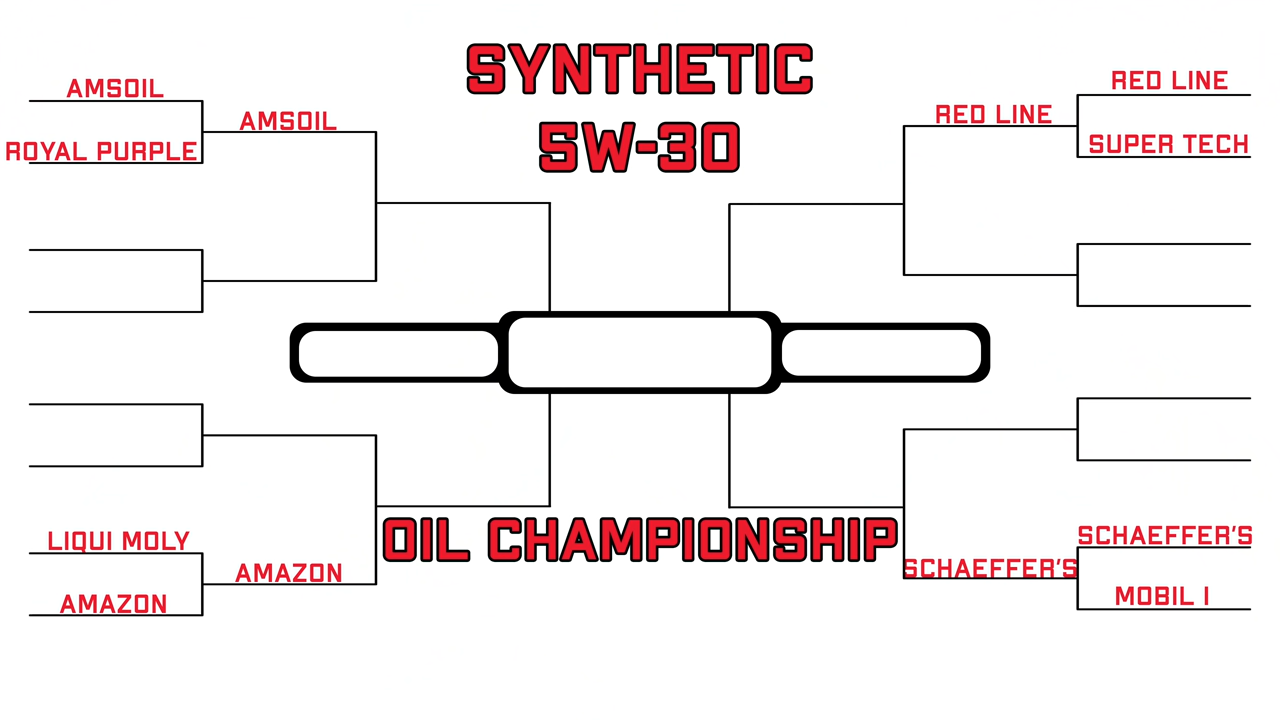 SYNTHETIC
5W-30
AMSOIL
AMSOIL
ROYAL PURPLE
RED LINE
RED LINE
SUPER TECH
OIL CHAMPIONSHIP
LIQUI MOLY
AMAZON
AMAZON
SCHAEFFER'S
SCHAEFFER'S
MOBIL I